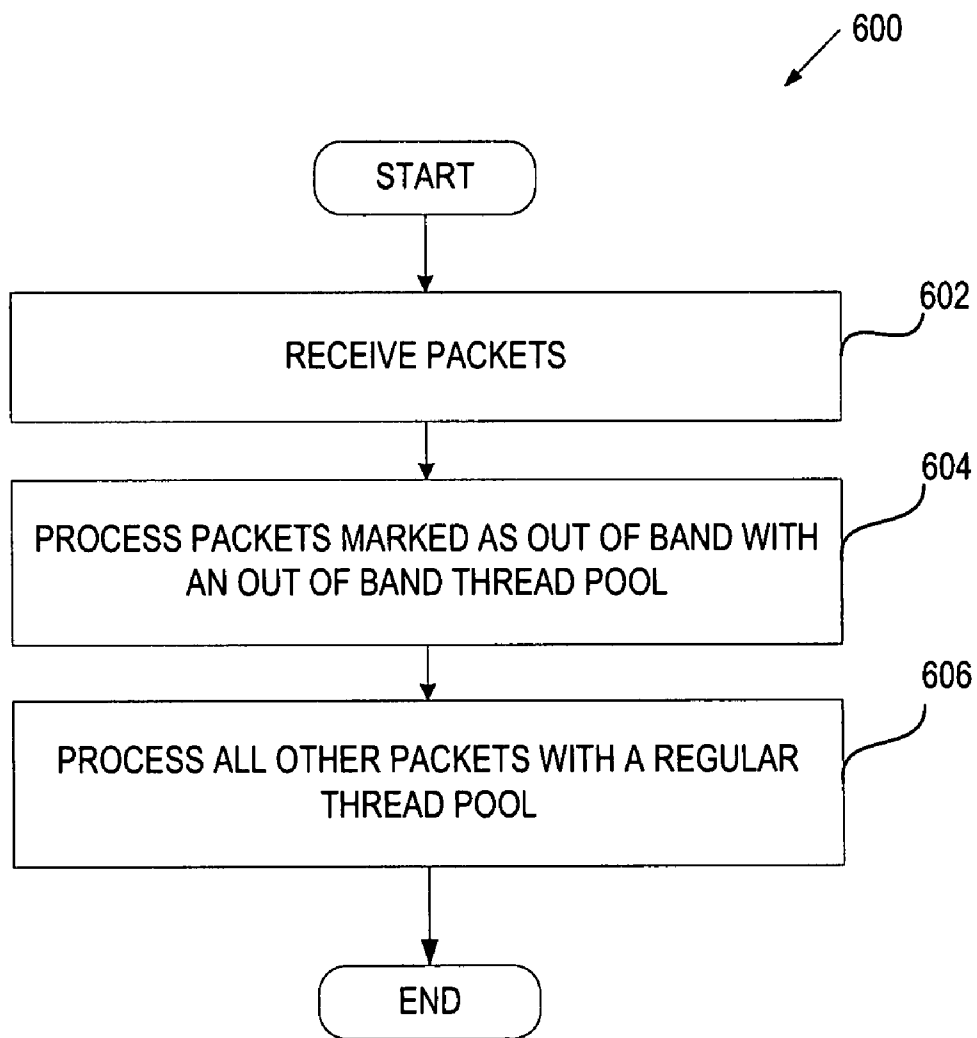 600
START
602
RECEIVE PACKETS
604
PROCESS PACKETS MARKED AS OUT OF BAND WITH
AN OUT OF BAND THREAD POOL
606
PROCESS ALL OTHER PACKETS WITH A REGULAR
THREAD POOL
END